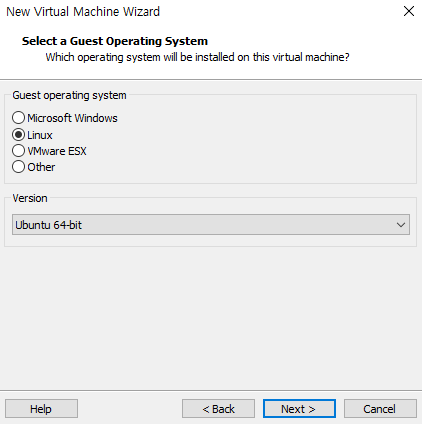 New Virtual Machine Wizard
Select a Guest Operating System
Which operating system will be installed on this virtual machine?
Guest operating system
Microsoft Windows
Linux
VMware ESX
Other
Version
Ubuntu 64-bit
Help
< Back
Next >
Cancel